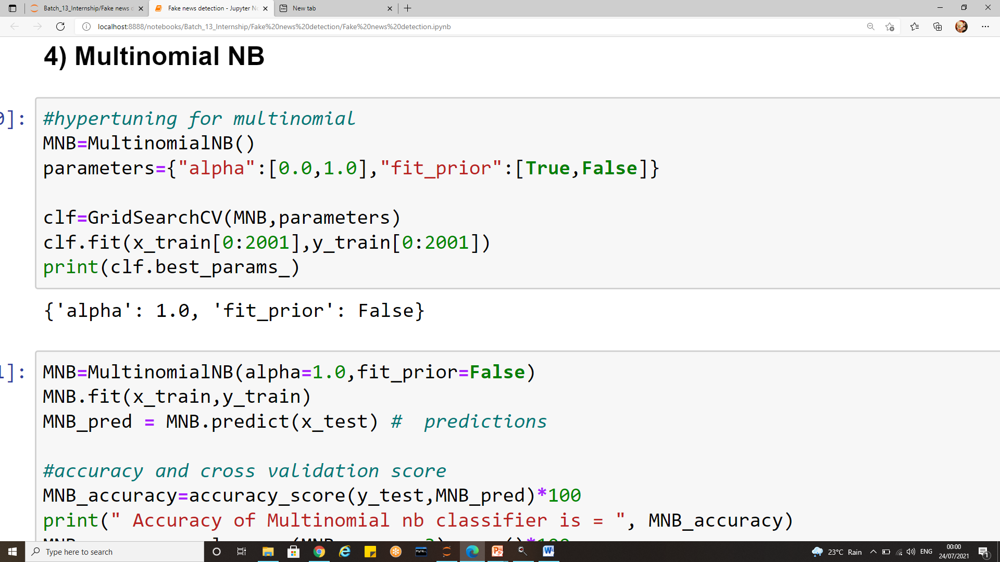 Batch_13_Internship/Fake news d
Fake news detection - Jupyter No
New tab
localhost:8888/notebooks/Batch_13_Internship/Fake%20news%20detection/Fake%20news%20detection.ipynb
4) Multinomial NB
]:
#hypertuning for multinomial
MNB=MultinomialNB()
parameters={"alpha":[0.0,1.0],"fit_prior":[True,False]}
clf=GridSearchCV(MNB,parameters)
clf.fit(x_train[0:2001],y_train[0:2001])
print(clf.best_params_)
{'alpha': 1.0, 'fit_prior': False}
]:
MNB=MultinomialNB(alpha=1.0,fit_prior=False)
MNB.fit(x_train,y_train)
MNB_pred = MNB.predict(x_test) #  predictions
#accuracy and cross validation score
MNB_accuracy=accuracy_score(y_test,MNB_pred)*100
print(" Accuracy of Multinomial nb classifier is = ", MNB_accuracy)
Type here to search
MySQL
23°C Rain
ENG
00:00
24/07/2021
1